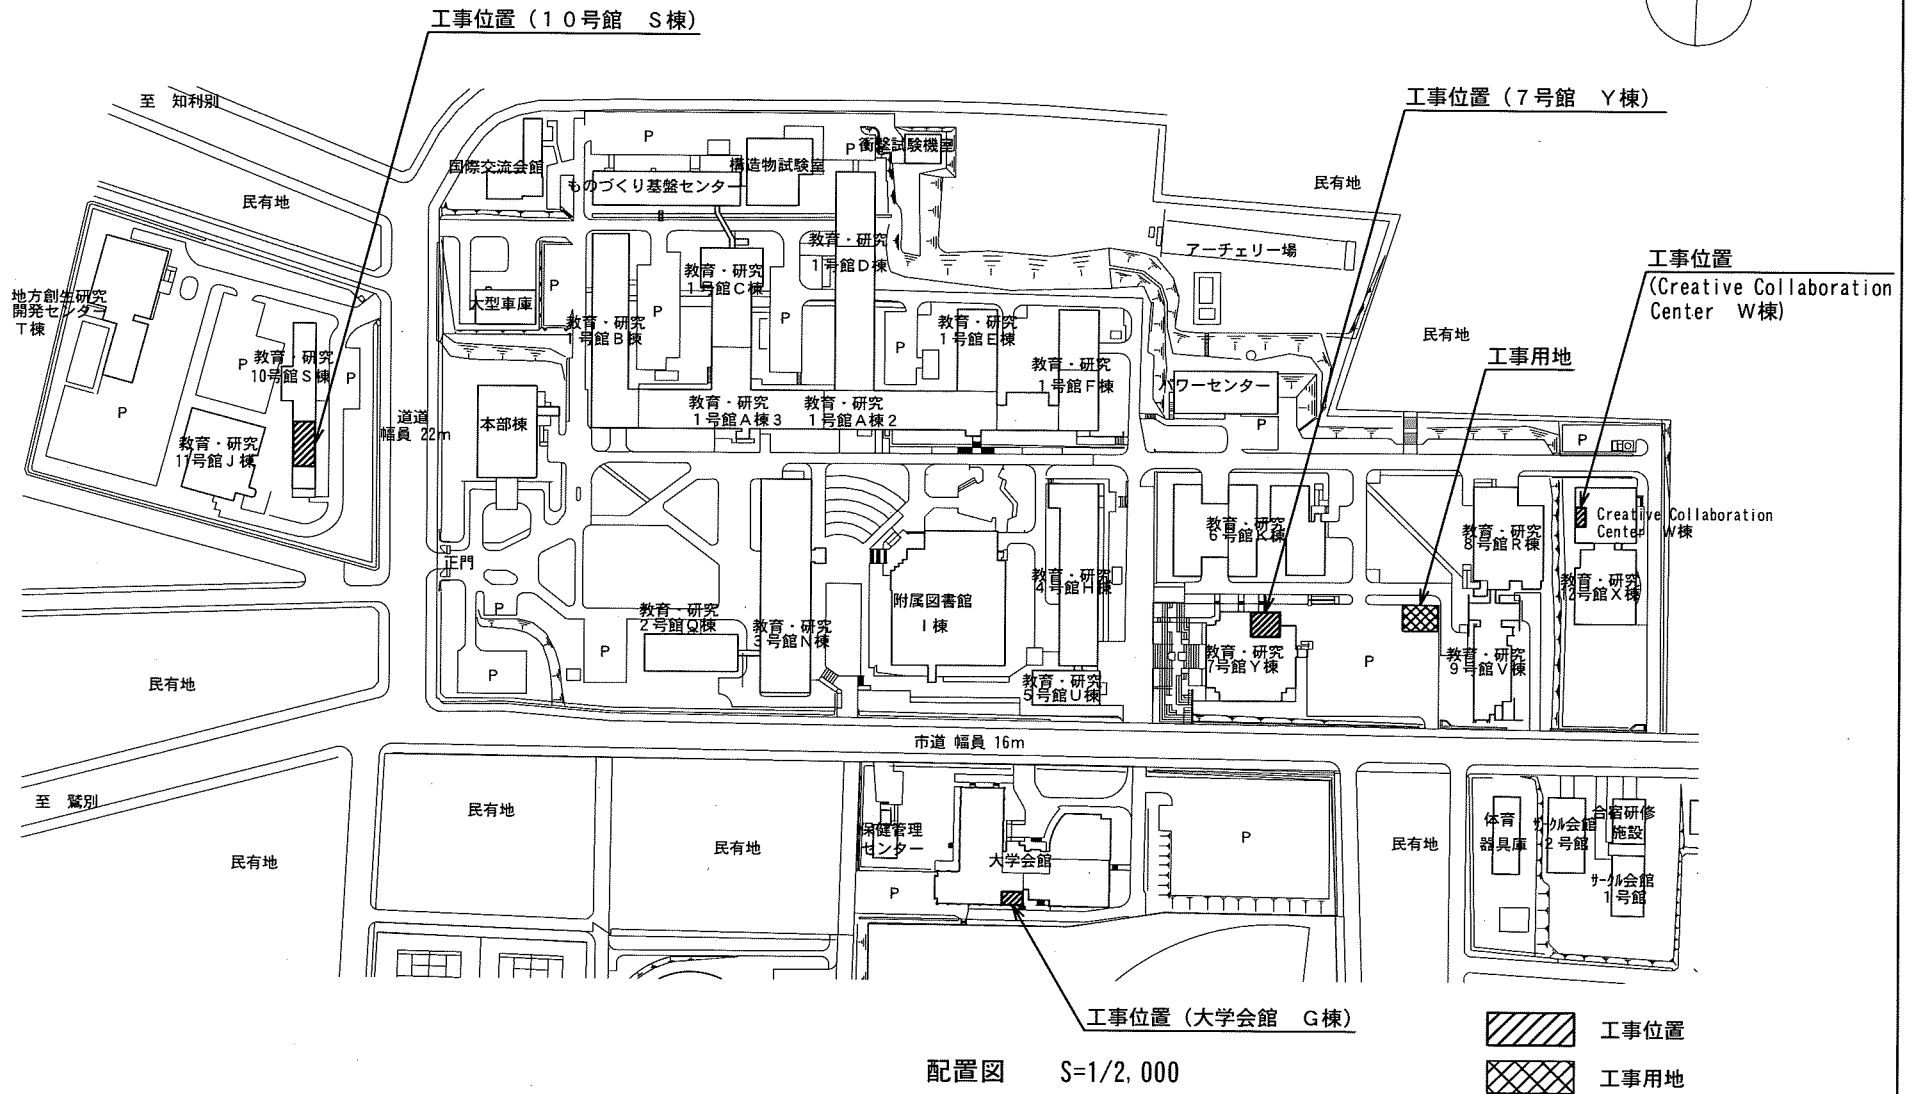 工事位置（１０号館　Ｓ棟）
工事位置（７号館　Ｙ棟）
至　知利別
民有地
国際交流会館
P
構造物試験室
P
衝撃試験機室
ものづくり基盤センター
民有地
アーチェリー場
工事位置
(Creative Collaboration
Center　Ｗ棟)
民有地
工事用地
地方創生研究
開発センター
Ｔ棟
P
教育・研究
10号館Ｓ棟
P
P
教育・研究
11号館Ｊ棟
道道
幅員 22m
大型車庫
P
P
教育・研究
１号館Ｂ棟
P
教育・研究
１号館Ｃ棟
P
教育・研究
１号館Ｄ棟
P
教育・研究
１号館Ｅ棟
教育・研究
１号館Ｆ棟
パワーセンター
P
P
本部棟
教育・研究
１号館Ａ棟３
教育・研究
１号館Ａ棟２
正門
P
P
P
教育・研究
２号館Ｑ棟
教育・研究
３号館Ｎ棟
附属図書館
Ｉ棟
教育・研究
４号館Ｈ棟
教育・研究
５号館Ｕ棟
教育・研究
６号館Ｋ棟
教育・研究
７号館Ｙ棟
P
教育・研究
８号館Ｒ棟
教育・研究
９号館Ｖ棟
Creative Collaboration
Center　Ｗ棟
教育・研究
12号館Ｘ棟
民有地
市道 幅員 16m
至　鷲別
民有地
民有地
民有地
保健管理
センター
大学会館
P
P
民有地
体育
器具庫
サークル会館
２号館
合宿研修
施設
サークル会館
１号館
工事位置（大学会館　Ｇ棟）
配置図　　S=1/2,000
工事位置
工事用地